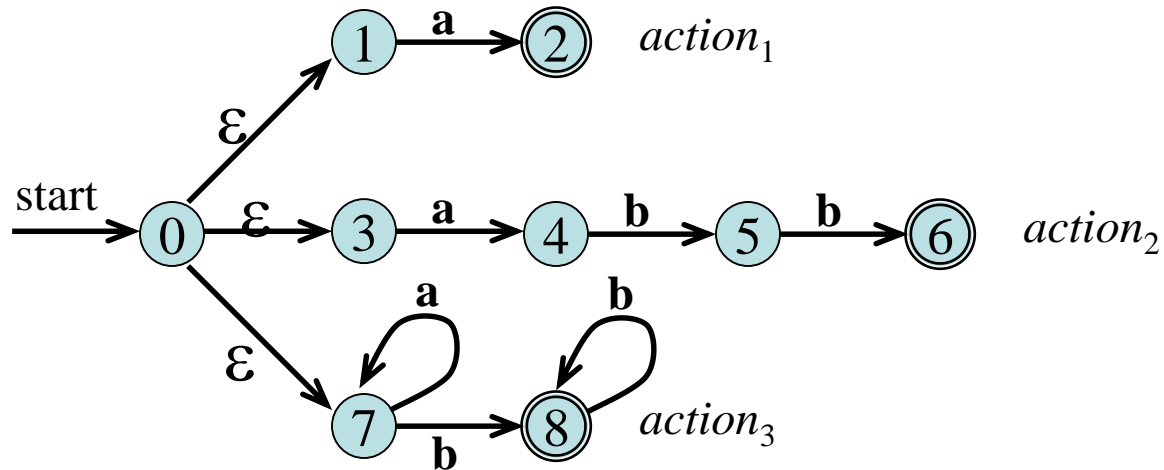 1 a 2 action₁
ε
start 0 ε 3 a 4 b 5 b 6 action₂
a b
ε
7 b 8 action₃